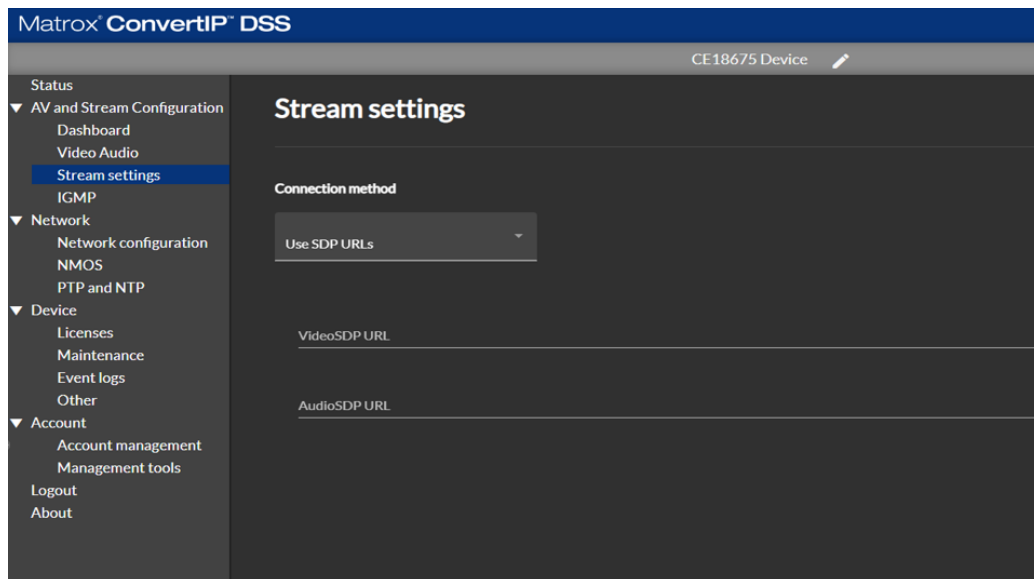 Matrox® ConvertIP™ DSS
CE18675 Device
Status
AV and Stream Configuration
Dashboard
Video Audio
Stream settings
IGMP
Network
Network configuration
NMOS
PTP and NTP
Device
Licenses
Maintenance
Event logs
Other
Account
Account management
Management tools
Logout
About
Stream settings
Connection method
Use SDP URLs
VideoSDP URL
AudioSDP URL